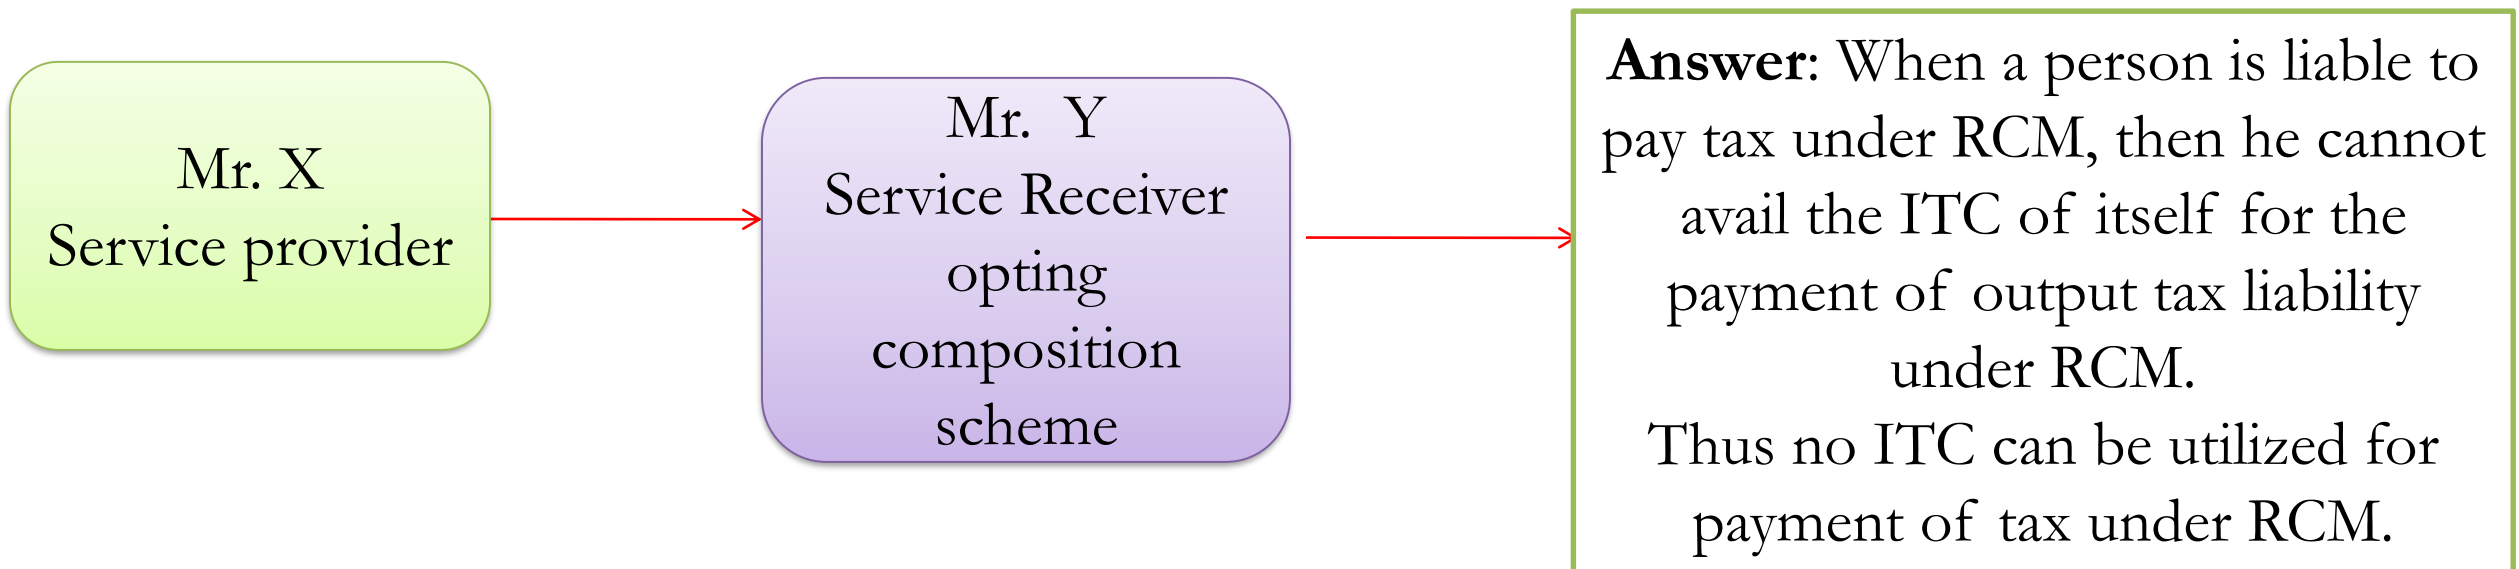 Mr. X
Service provider
Mr. Y
Service Receiver
opting
composition
scheme
Answer: When a person is liable to
pay tax under RCM, then he cannot
avail the ITC of itself for the
payment of output tax liability
under RCM.
Thus no ITC can be utilized for
payment of tax under RCM.